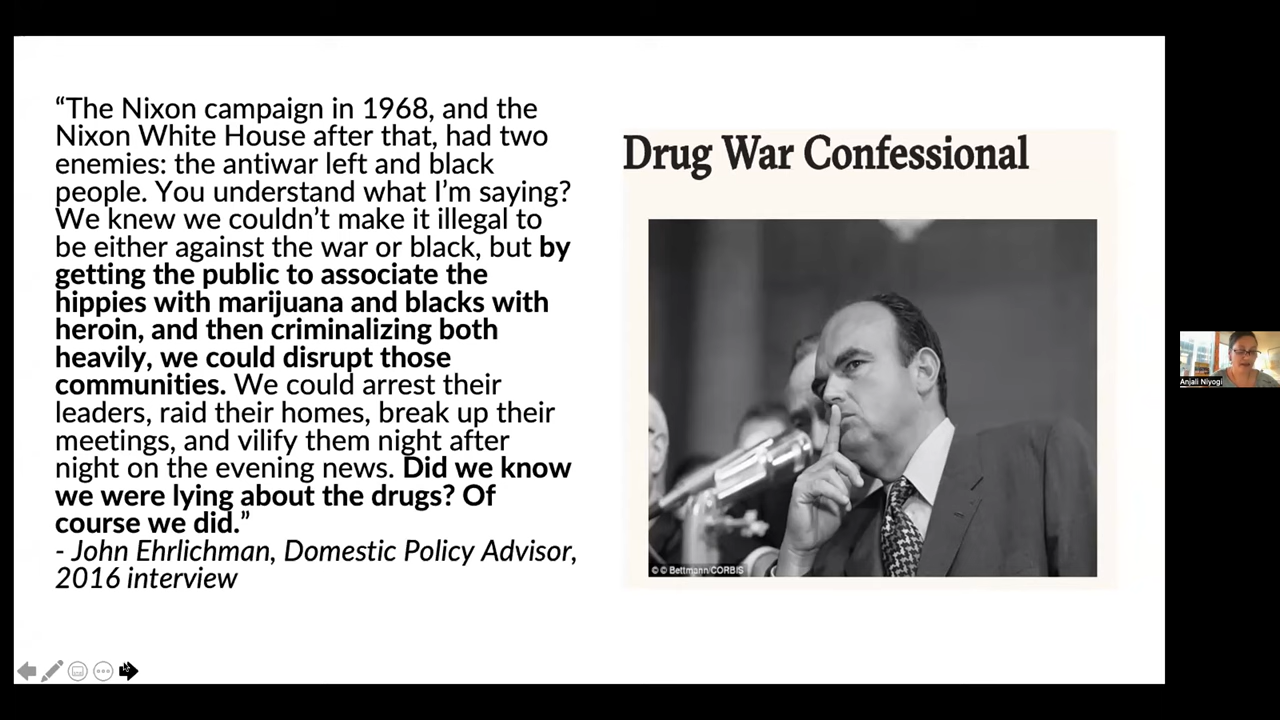 “The Nixon campaign in 1968, and the
Nixon White House after that, had two
enemies: the antiwar left and black
people. You understand what I’m saying?
We knew we couldn’t make it illegal to
be either against the war or black, but by
getting the public to associate the
hippies with marijuana and blacks with
heroin, and then criminalizing both
heavily, we could disrupt those
communities. We could arrest their
leaders, raid their homes, break up their
meetings, and vilify them night after
night on the evening news. Did we know
we were lying about the drugs? Of
course we did.”
- John Ehrlichman, Domestic Policy Advisor,
2016 interview
Drug War Confessional
© © Bettmann/CORBIS
Anjali Niyogi